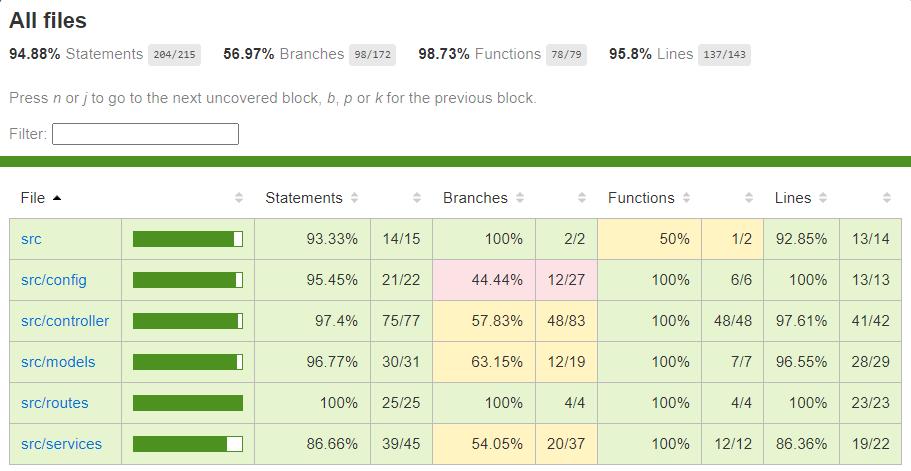 All files
94.88% Statements 204/215 56.97% Branches 98/172 98.73% Functions 78/79 95.8% Lines 137/143
Press n or j to go to the next uncovered block, b, p or k for the previous block.
Filter:
File Statements Branches Functions Lines
src 93.33% 14/15 100% 2/2 50% 1/2 92.85% 13/14
src/config 95.45% 21/22 44.44% 12/27 100% 6/6 100% 13/13
src/controller 97.4% 75/77 57.83% 48/83 100% 48/48 97.61% 41/42
src/models 96.77% 30/31 63.15% 12/19 100% 7/7 96.55% 28/29
src/routes 100% 25/25 100% 4/4 100% 4/4 100% 23/23
src/services 86.66% 39/45 54.05% 20/37 100% 12/12 86.36% 19/22